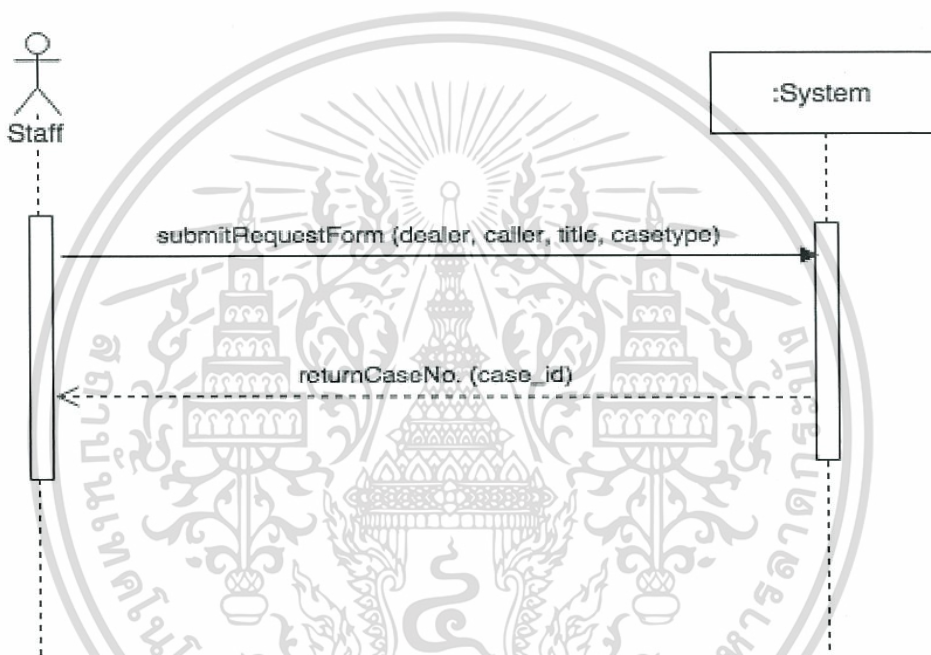 Staff
:System
submitRequestForm (dealer, caller, title, casetype)
returnCaseNo. (case_id)